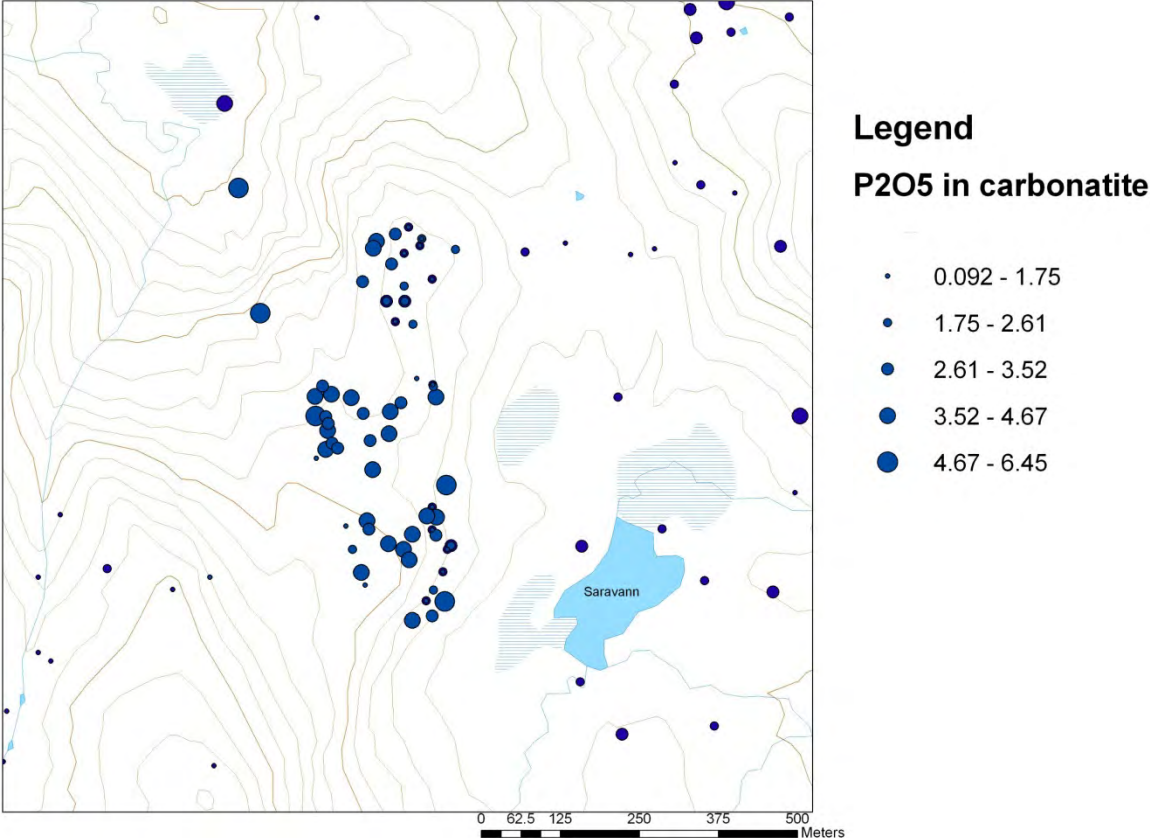 Legend
P2O5 in carbonatite
0.092 - 1.75
1.75 - 2.61
2.61 - 3.52
3.52 - 4.67
4.67 - 6.45
Saravann
0 62.5 125 250 375 500
Meters